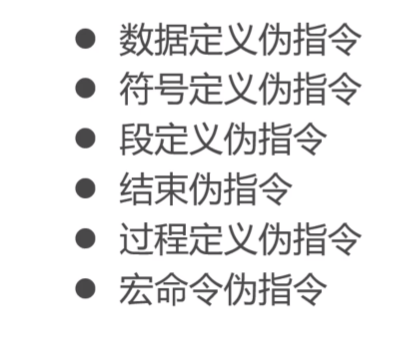 ● 数据定义伪指令
● 符号定义伪指令
● 段定义伪指令
● 结束伪指令
● 过程定义伪指令
● 宏命令伪指令